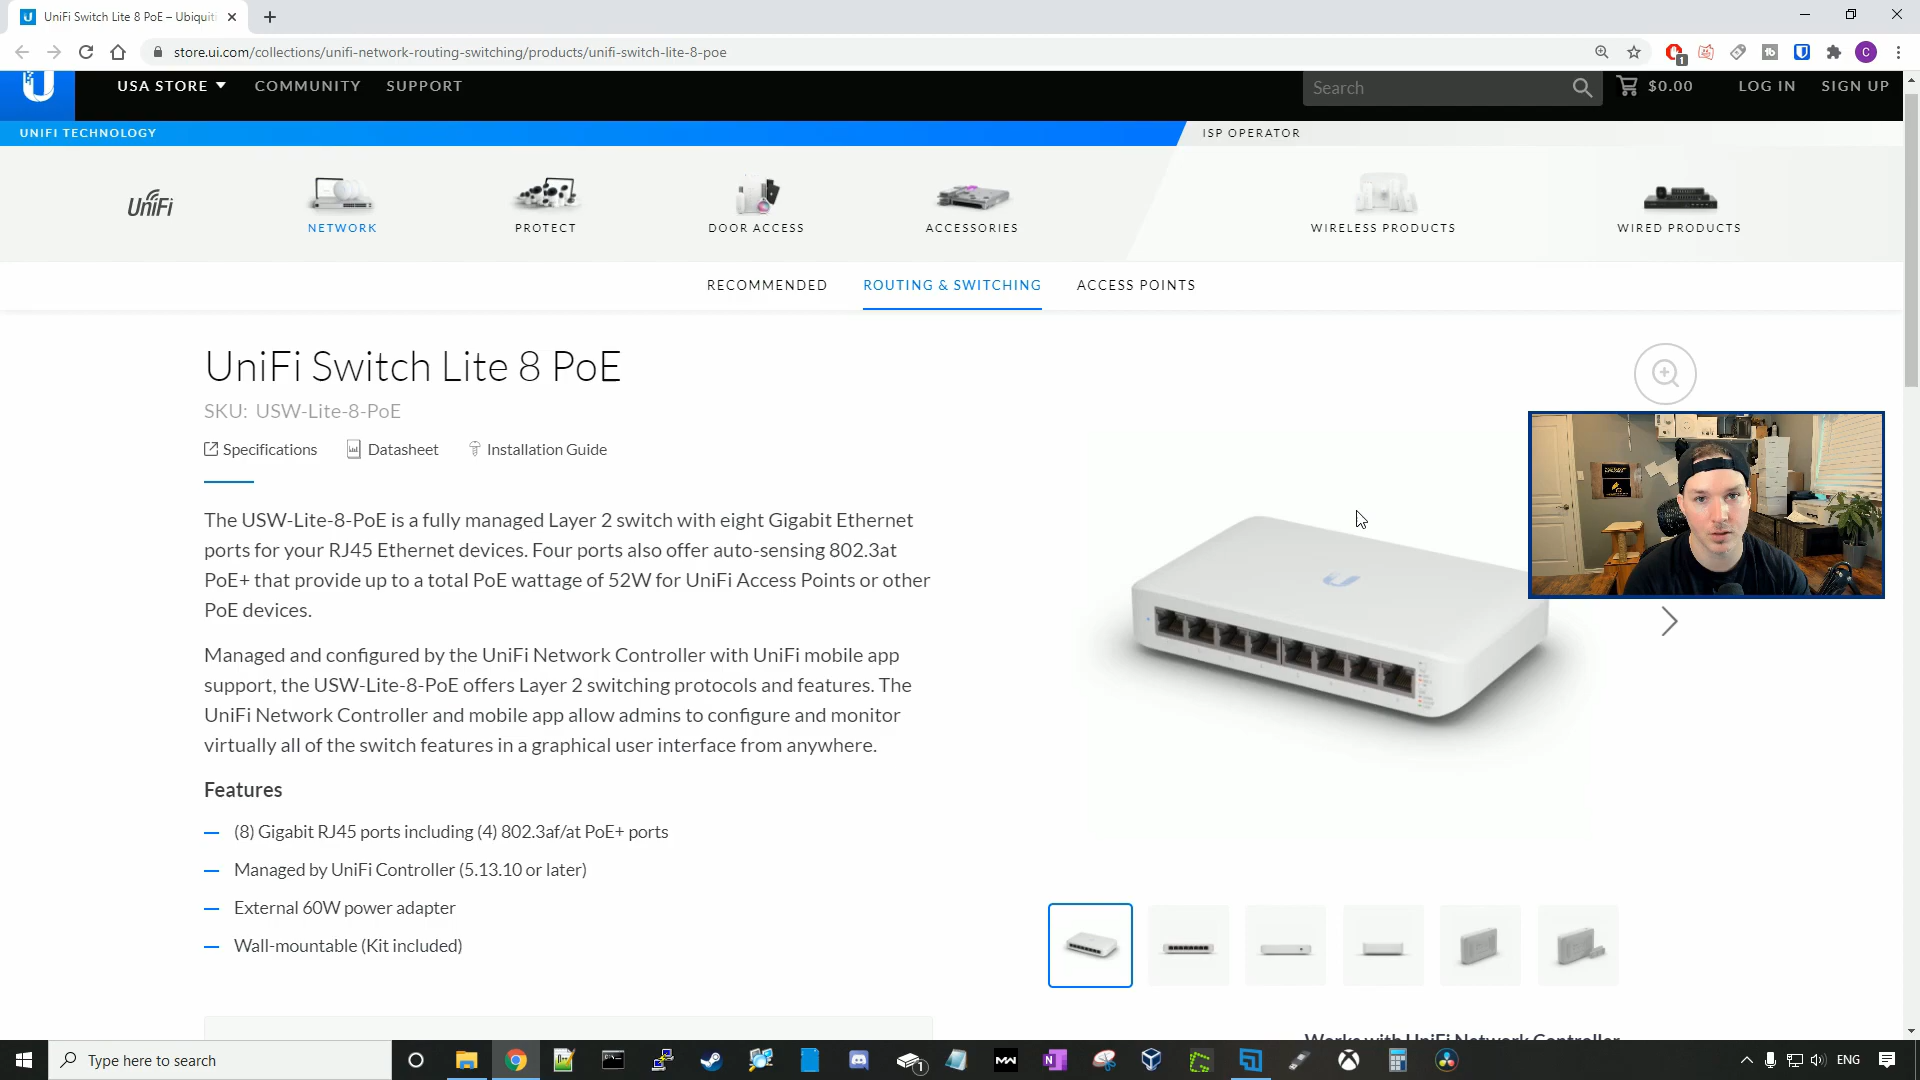 UniFi Switch Lite 8 PoE – Ubiquiti
store.ui.com/collections/unifi-network-routing-switching/products/unifi-switch-lite-8-poe
USA STORE
COMMUNITY
SUPPORT
Search
$0.00
LOG IN
SIGN UP
UNIFI TECHNOLOGY
ISP OPERATOR
UniFi
NETWORK
PROTECT
DOOR ACCESS
ACCESSORIES
WIRELESS PRODUCTS
WIRED PRODUCTS
RECOMMENDED
ROUTING & SWITCHING
ACCESS POINTS
UniFi Switch Lite 8 PoE
SKU: USW-Lite-8-PoE
Specifications
Datasheet
Installation Guide
The USW-Lite-8-PoE is a fully managed Layer 2 switch with eight Gigabit Ethernet
ports for your RJ45 Ethernet devices. Four ports also offer auto-sensing 802.3at
PoE+ that provide up to a total PoE wattage of 52W for UniFi Access Points or other
PoE devices.
Managed and configured by the UniFi Network Controller with UniFi mobile app
support, the USW-Lite-8-PoE offers Layer 2 switching protocols and features. The
UniFi Network Controller and mobile app allow admins to configure and monitor
virtually all of the switch features in a graphical user interface from anywhere.
Features
(8) Gigabit RJ45 ports including (4) 802.3af/at PoE+ ports
Managed by UniFi Controller (5.13.10 or later)
External 60W power adapter
Wall-mountable (Kit included)
Works with UniFi Network Controller
Type here to search
ENG